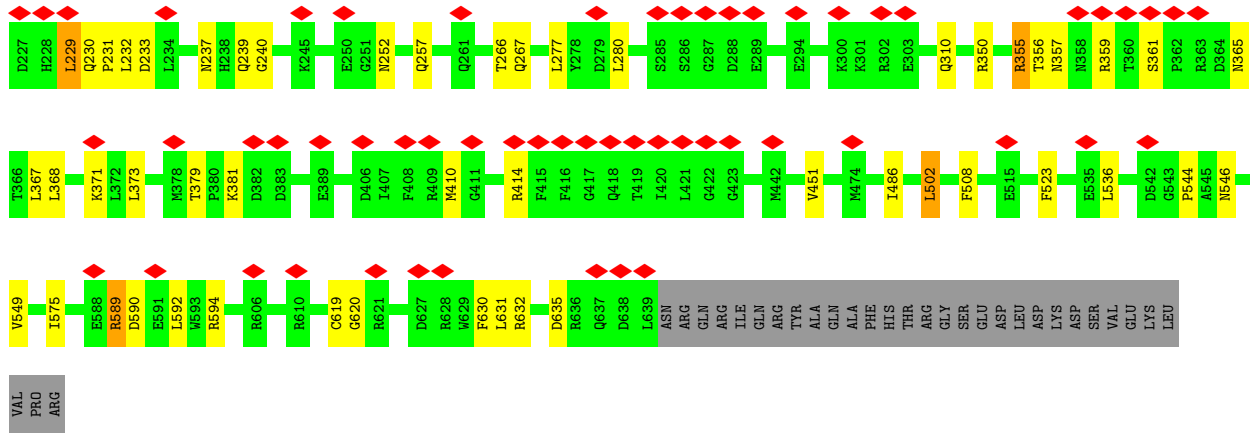 D227 H228 L229 Q230 P231 L232 D233 L234 N237 H238 Q239 G240 K245 E250 G251 N252 Q257 Q261 T266 Q267 L277 Y278 D279 L280 S285 S286 G287 D288 E289 E294 K300 K301 R302 E303 Q310 R350 R355 T356 N357 N358 R359 T360 S361 P362 R363 D364 N365
T366 L367 L368 K371 L372 L373 M378 T379 P380 K381 D382 D383 E389 D406 I407 F408 R409 M410 G411 R414 F415 F416 G417 Q418 T419 I420 L421 G422 G423 M442 V451 M474 I486 L502 F508 E515 F523 E535 L536 D542 G543 P544 A545 N546
V549 I575 E588 R589 D590 E591 L592 W593 R594 R606 R610 C619 G620 R621 D627 R628 W629 F630 L631 R632 D635 R636 Q637 D638 L639 ASN ARG GLN ARG ILE GLN ARG TYR ALA GLN ALA PHE HIS THR ARG GLY SER GLU ASP LEU ASP LYS ASP SER VAL GLU LYS LEU
VAL PRO ARG